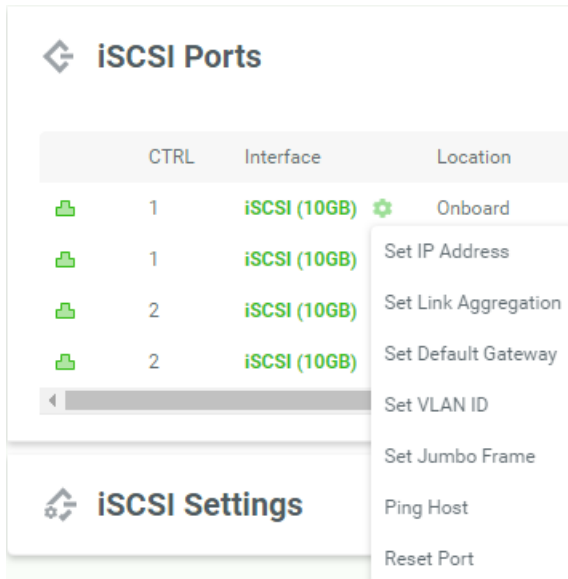 iSCSI Ports
CTRL Interface Location
1 iSCSI (10GB) Onboard
1 iSCSI (10GB)
Set IP Address
2 iSCSI (10GB)
Set Link Aggregation
2 iSCSI (10GB)
Set Default Gateway
Set VLAN ID
Set Jumbo Frame
iSCSI Settings
Ping Host
Reset Port